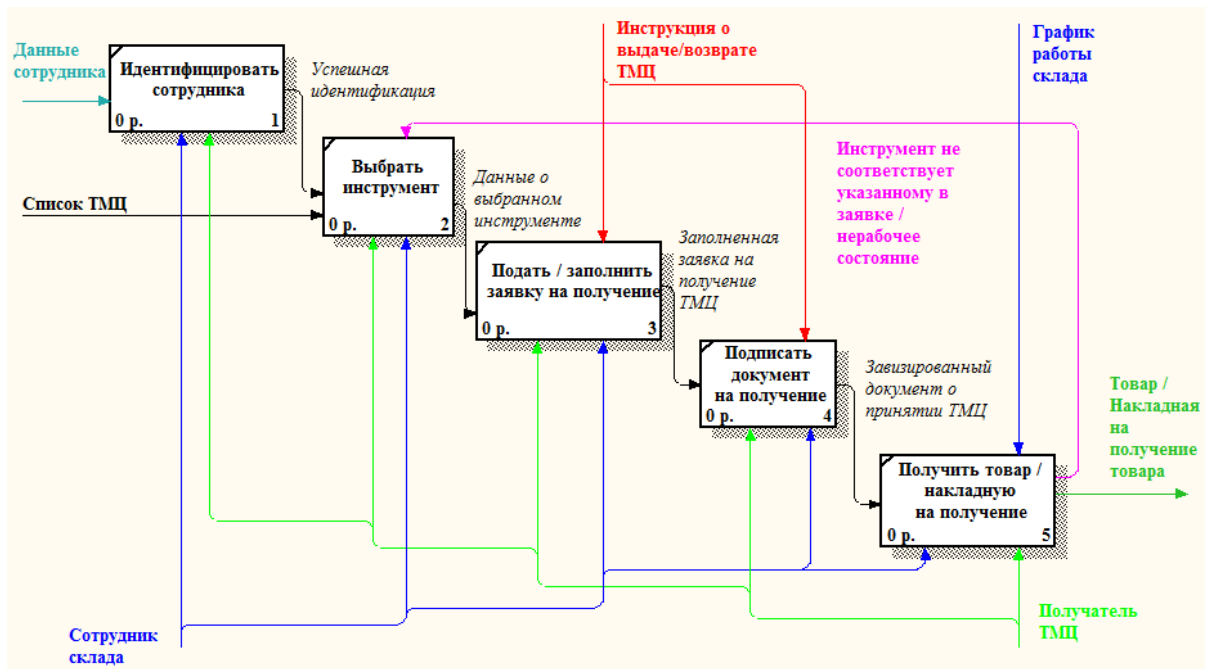 Данные
сотрудника
Идентифицировать
сотрудника
0 р.
1
Успешная
идентификация
Инструкция о
выдаче/возврате
ТМЦ
График
работы
склада
Список ТМЦ
Выбрать
инструмент
0 р.
2
Данные о
выбранном
инструменте
Инструмент не
соответствует
указанному в
заявке /
нерабочее
состояние
Подать / заполнить
заявку на получение
0 р.
3
Заполненная
заявка на
получение
ТМЦ
Подписать
документ
на получение
0 р.
4
Завизированный
документ о
принятии ТМЦ
Товар /
Накладная
на
получение
товара
Получить товар /
накладную
на получение
0 р.
5
Сотрудник
склада
Получатель
ТМЦ